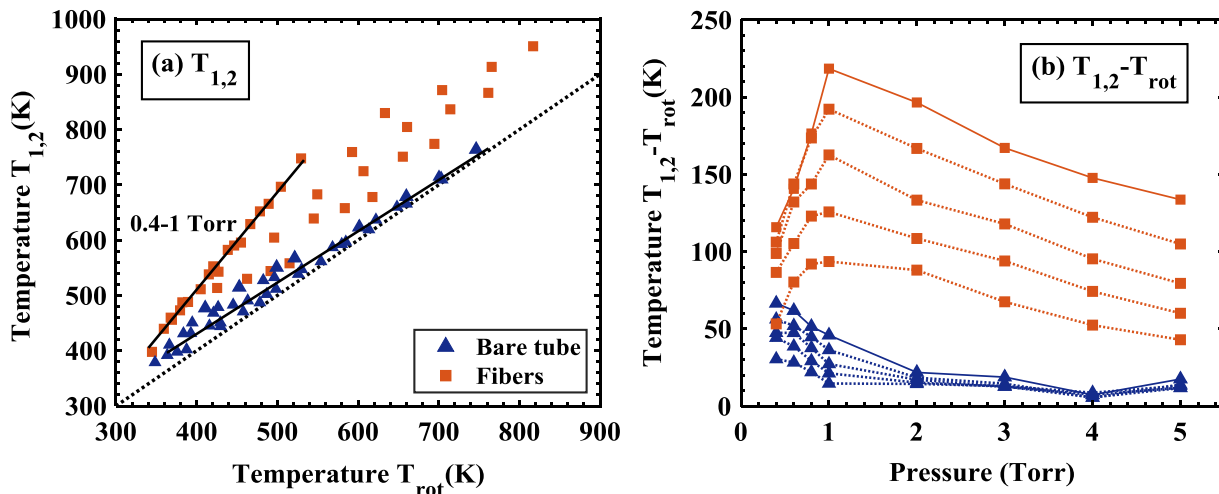 (a) T1,2
Temperature T1,2(K)
1000
900
800
700
600
500
400
300
0.4-1 Torr
Bare tube
Fibers
300 400 500 600 700 800 900
Temperature Trot(K)
(b) T1,2-Trot
Temperature T1,2-Trot(K)
250
200
150
100
50
0
0 1 2 3 4 5
Pressure (Torr)